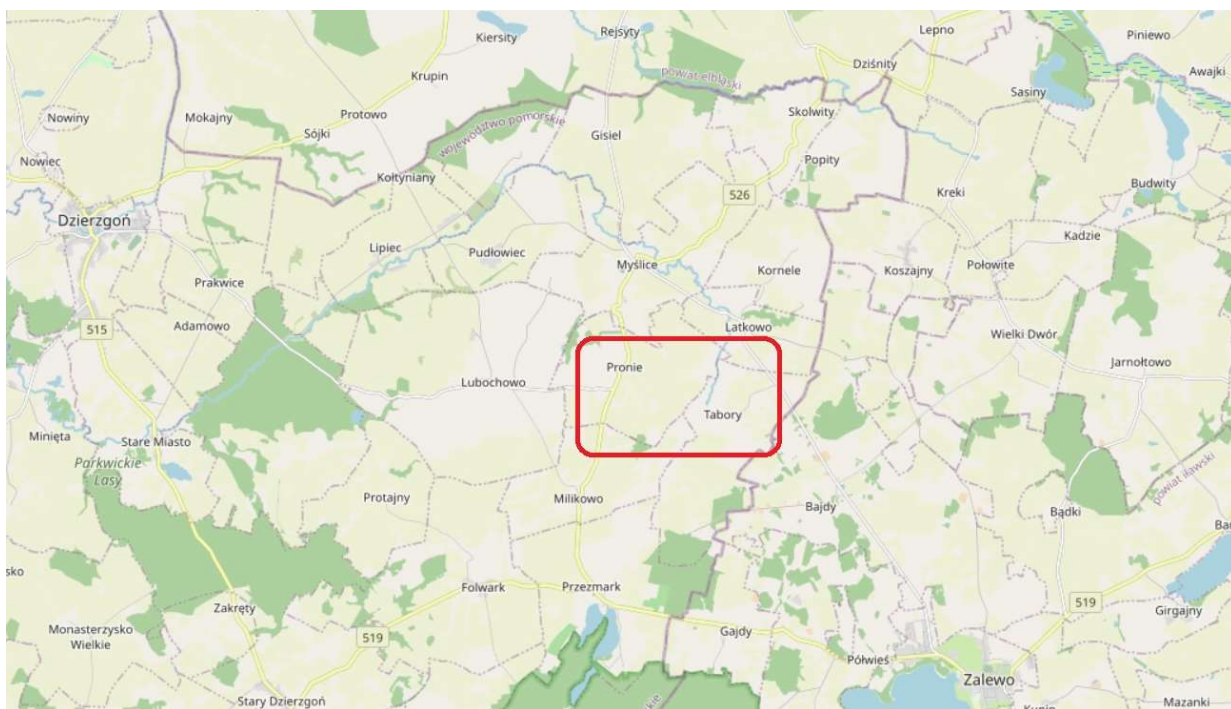 Lepno
Rejsyty
Kiersity
Piniewo
Dziśnity
powiat elbląski
Awajki
Krupin
Sasiny
Skolwity
Protowo
Mokajny
Nowiny
województwo pomorskie
Sójki
Gisiel
Popity
Nowiec
Kołtyniany
Budwity
Kreki
526
Dzierzgoń
Kadzie
Lipiec
Pudłowiec
Myślice
Połowite
Kornele
Koszajny
Prakwice
Adamowo
515
Latkowo
Wielki Dwór
Jarnołtowo
Pronie
Lubochowo
Tabory
Minięta
Stare Miasto
Parkwickie
Lasy
powiat iławski
Protajny
Milikowo
Bajdy
Bądki
Ba
sko
Folwark
Przezmark
519
Zakręty
Girgajny
Monasterzysko
Wielkie
519
Gajdy
Półwieś
Zalewo
Stary Dzierzgoń
Mazanki